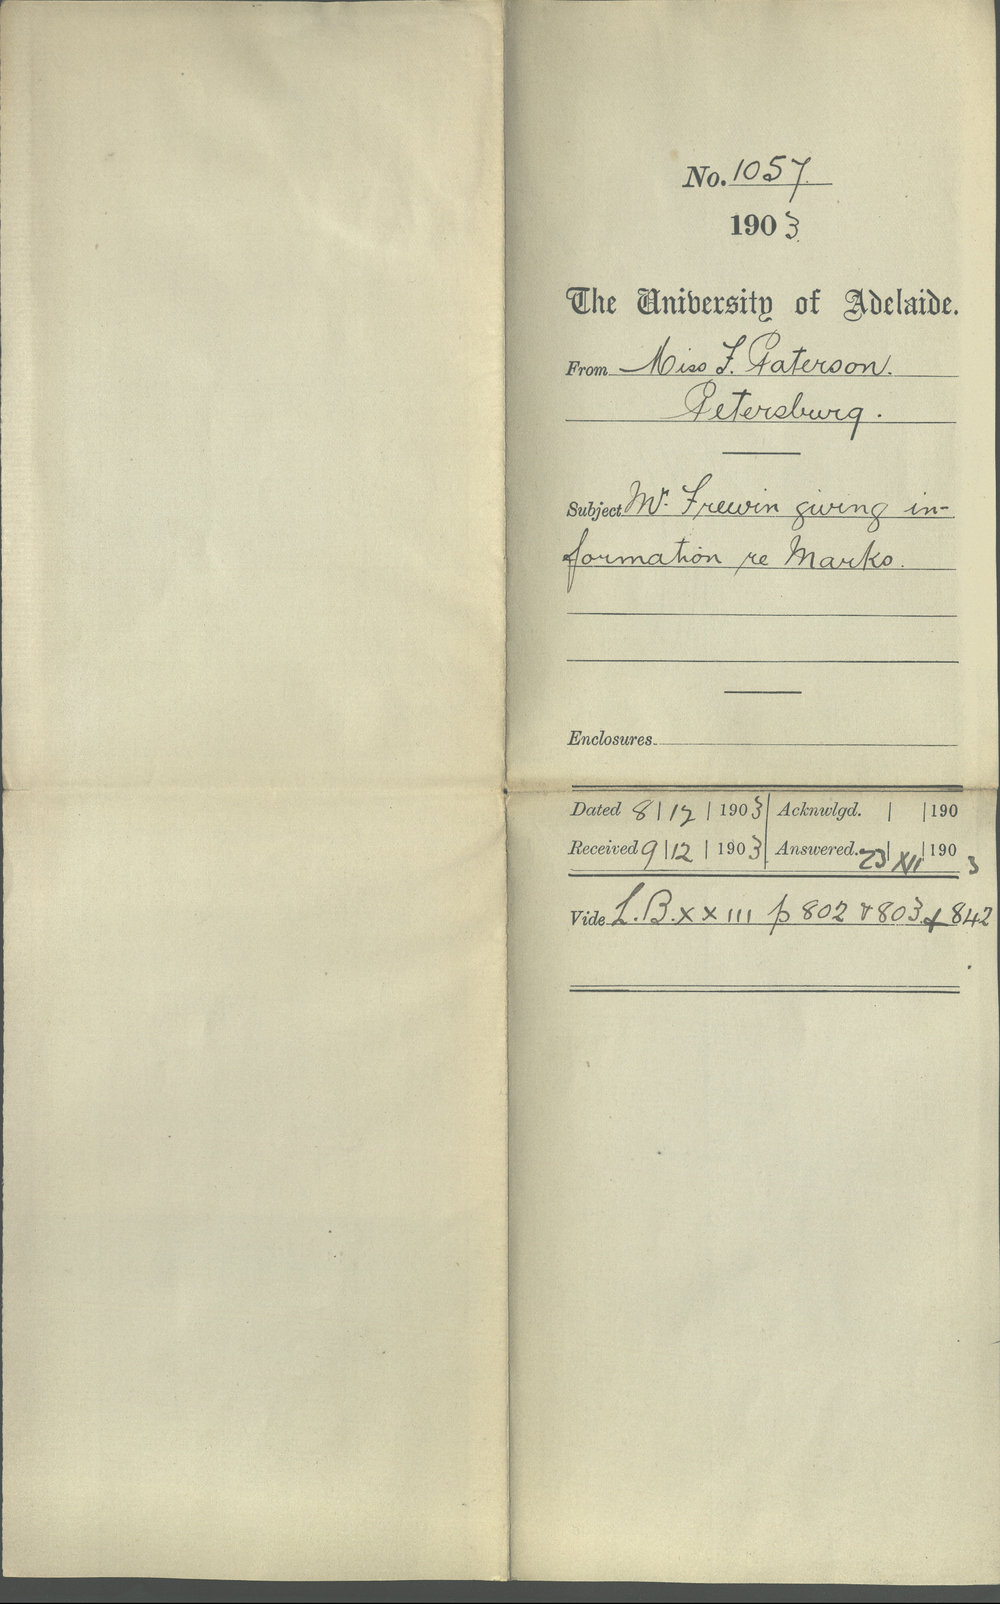 No. 1057.
1903.
The University of Adelaide.
From Miss F. Paterson.
Petersburg.
Subject Mr. Frewin giving in-
formation re Marks.
Enclosures.
Dated 8 | 12 | 1903 Acknwlgd. | | 190
Received 9 | 12 | 1903 Answered. 23 | XII | 1903
Vide L.B. XXIII p 802 & 803 & 842